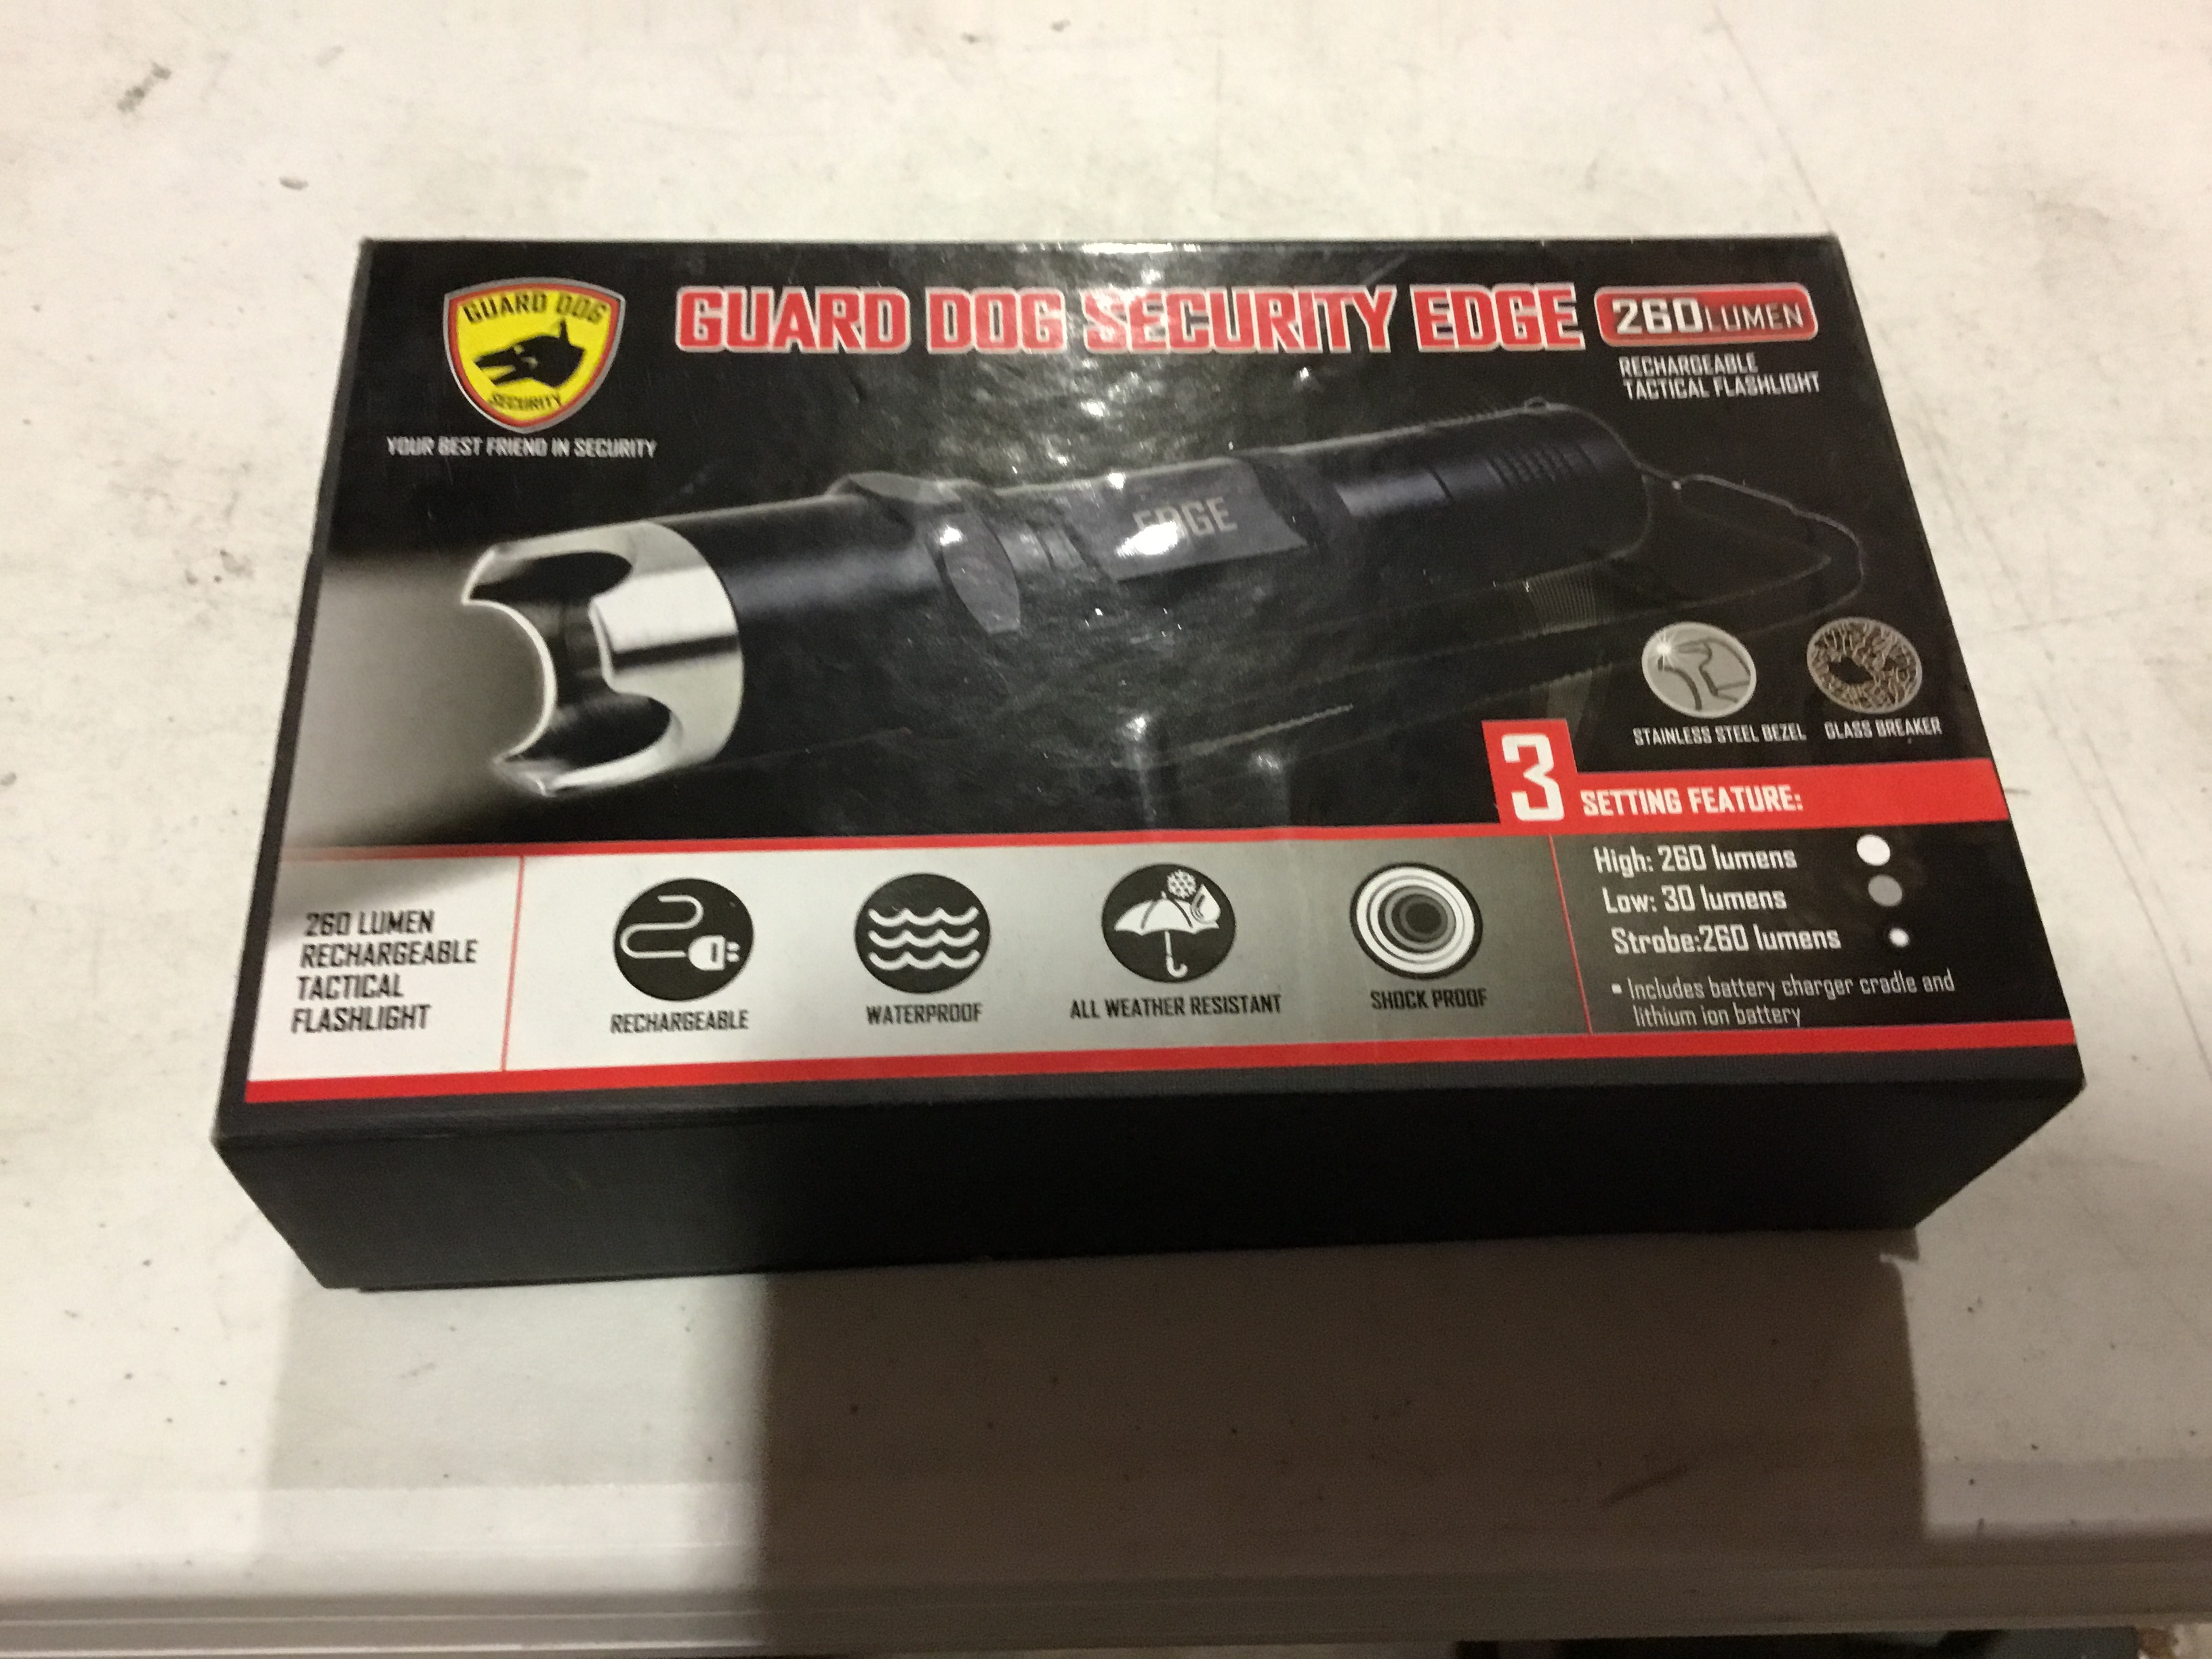 GUARD DOG
SECURITY
YOUR BEST FRIEND IN SECURITY
GUARD DOG SECURITY EDGE
260 LUMEN
RECHARGEABLE
TACTICAL FLASHLIGHT
EDGE
STAINLESS STEEL BEZEL
GLASS BREAKER
3 SETTING FEATURE:
High: 260 lumens
Low: 30 lumens
Strobe:260 lumens
▪ Includes battery charger cradle and
lithium ion battery
260 LUMEN
RECHARGEABLE
TACTICAL
FLASHLIGHT
RECHARGEABLE
WATERPROOF
ALL WEATHER RESISTANT
SHOCK PROOF